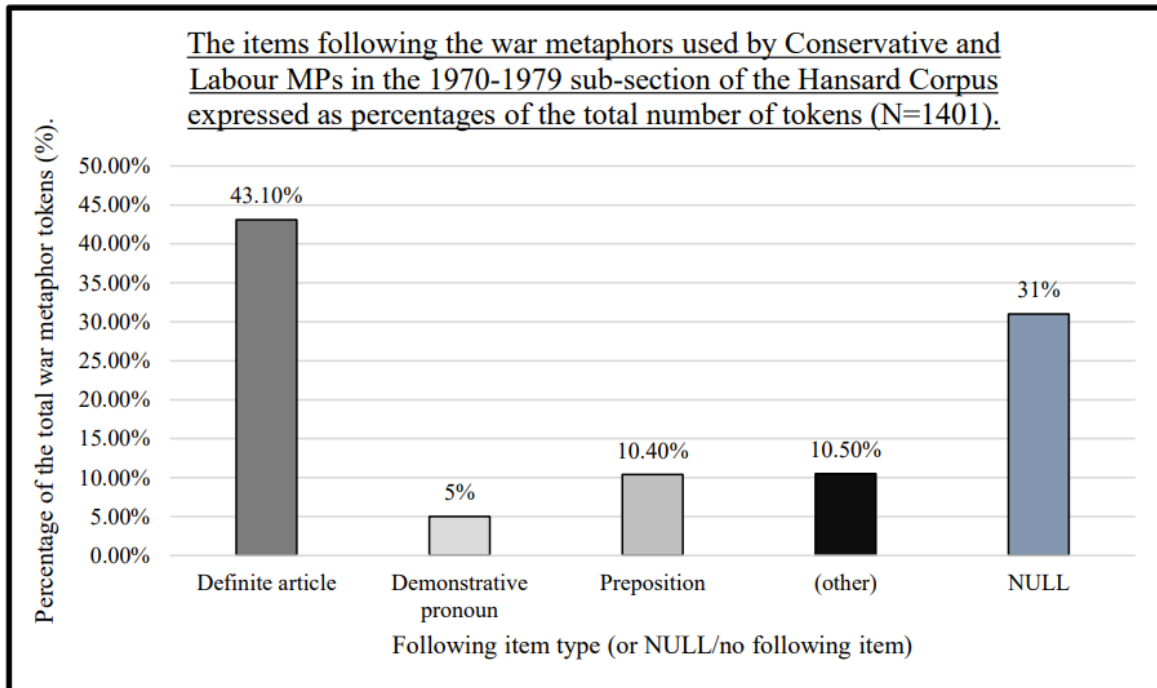 The items following the war metaphors used by Conservative and
Labour MPs in the 1970-1979 sub-section of the Hansard Corpus
expressed as percentages of the total number of tokens (N=1401).
Percentage of the total war metaphor tokens (%).
50.00%
45.00%
40.00%
35.00%
30.00%
25.00%
20.00%
15.00%
10.00%
5.00%
0.00%
43.10%
5%
10.40%
10.50%
31%
Definite article
Demonstrative
pronoun
Preposition
(other)
NULL
Following item type (or NULL/no following item)